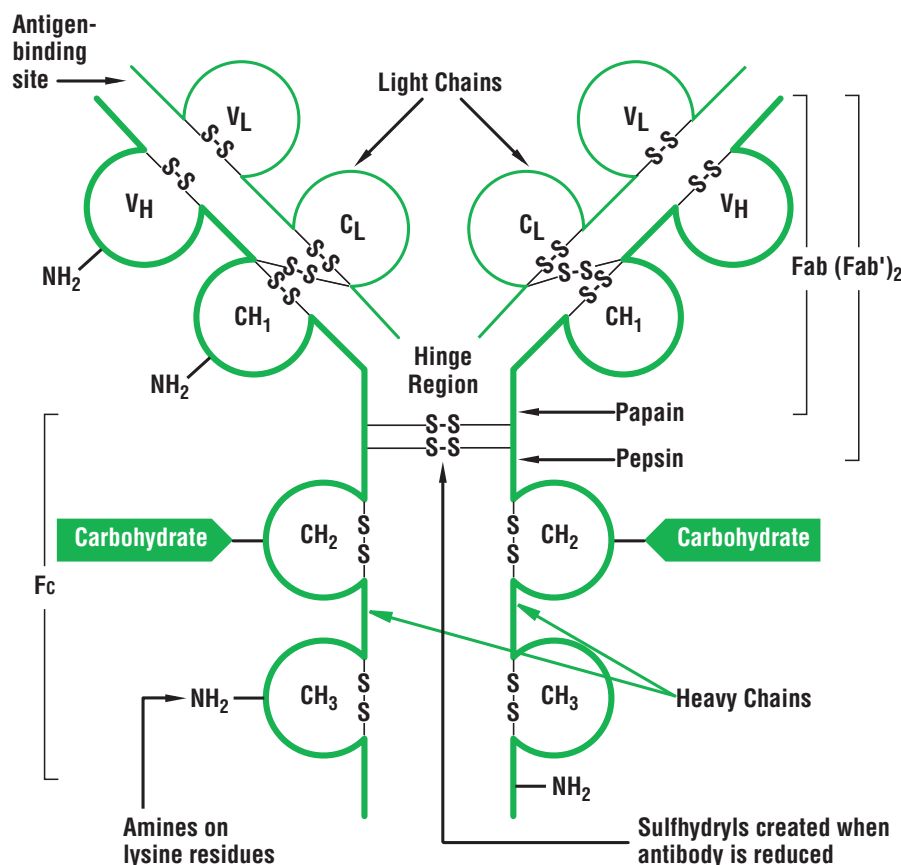 Antigen-
binding
site
Light Chains
VL
VL
S-S
S-S
S-S
S-S
VH
VH
CL
CL
NH2
S-S
S-S
S-S
S-S
S-S
S-S
Fab (Fab')2
CH1
CH1
NH2
Hinge
Region
S-S
Papain
S-S
Pepsin
Carbohydrate
CH2
S-S
S-S
CH2
Carbohydrate
Fc
NH2
CH3
S-S
S-S
CH3
Heavy Chains
NH2
Amines on
lysine residues
Sulfhydryls created when
antibody is reduced